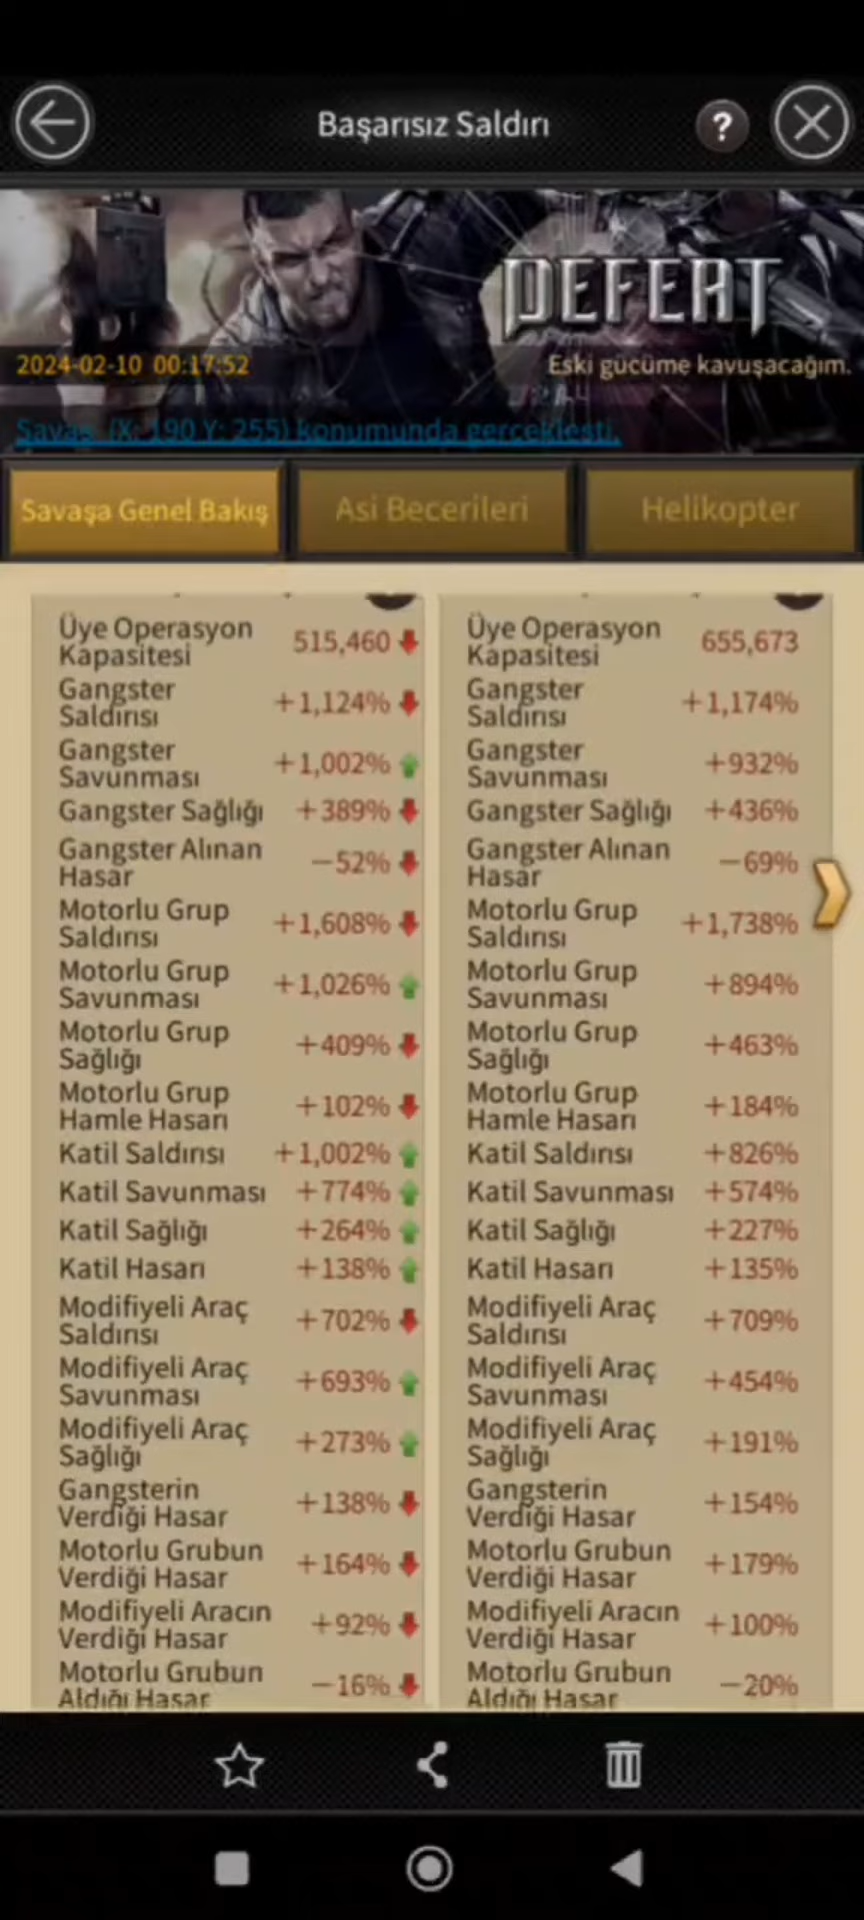 Başarısız Saldırı
?
DEFEAT
2024-02-10 00:17:52
Eski gücüme kavuşacağım.
Savaş, (X: 190 Y: 255) konumunda gerçekleşti.
Savaşa Genel Bakış
Asi Becerileri
Helikopter
Üye Operasyon
Kapasitesi
515,460
Üye Operasyon
Kapasitesi
655,673
Gangster
Saldırısı
+1,124%
Gangster
Saldırısı
+1,174%
Gangster
Savunması
+1,002%
Gangster
Savunması
+932%
Gangster Sağlığı +389%
Gangster Sağlığı +436%
Gangster Alınan
Hasar
−52%
Gangster Alınan
Hasar
−69%
Motorlu Grup
Saldırısı
+1,608%
Motorlu Grup
Saldırısı
+1,738%
Motorlu Grup
Savunması
+1,026%
Motorlu Grup
Savunması
+894%
Motorlu Grup
Sağlığı
+409%
Motorlu Grup
Sağlığı
+463%
Motorlu Grup
Hamle Hasarı
+102%
Motorlu Grup
Hamle Hasarı
+184%
Katil Saldırısı +1,002%
Katil Saldırısı +826%
Katil Savunması +774%
Katil Savunması +574%
Katil Sağlığı +264%
Katil Sağlığı +227%
Katil Hasarı +138%
Katil Hasarı +135%
Modifiyeli Araç
Saldırısı
+702%
Modifiyeli Araç
Saldırısı
+709%
Modifiyeli Araç
Savunması
+693%
Modifiyeli Araç
Savunması
+454%
Modifiyeli Araç
Sağlığı
+273%
Modifiyeli Araç
Sağlığı
+191%
Gangsterin
Verdiği Hasar
+138%
Gangsterin
Verdiği Hasar
+154%
Motorlu Grubun
Verdiği Hasar
+164%
Motorlu Grubun
Verdiği Hasar
+179%
Modifiyeli Aracın
Verdiği Hasar
+92%
Modifiyeli Aracın
Verdiği Hasar
+100%
Motorlu Grubun
Aldığı Hasar
−16%
Motorlu Grubun
Aldığı Hasar
−20%